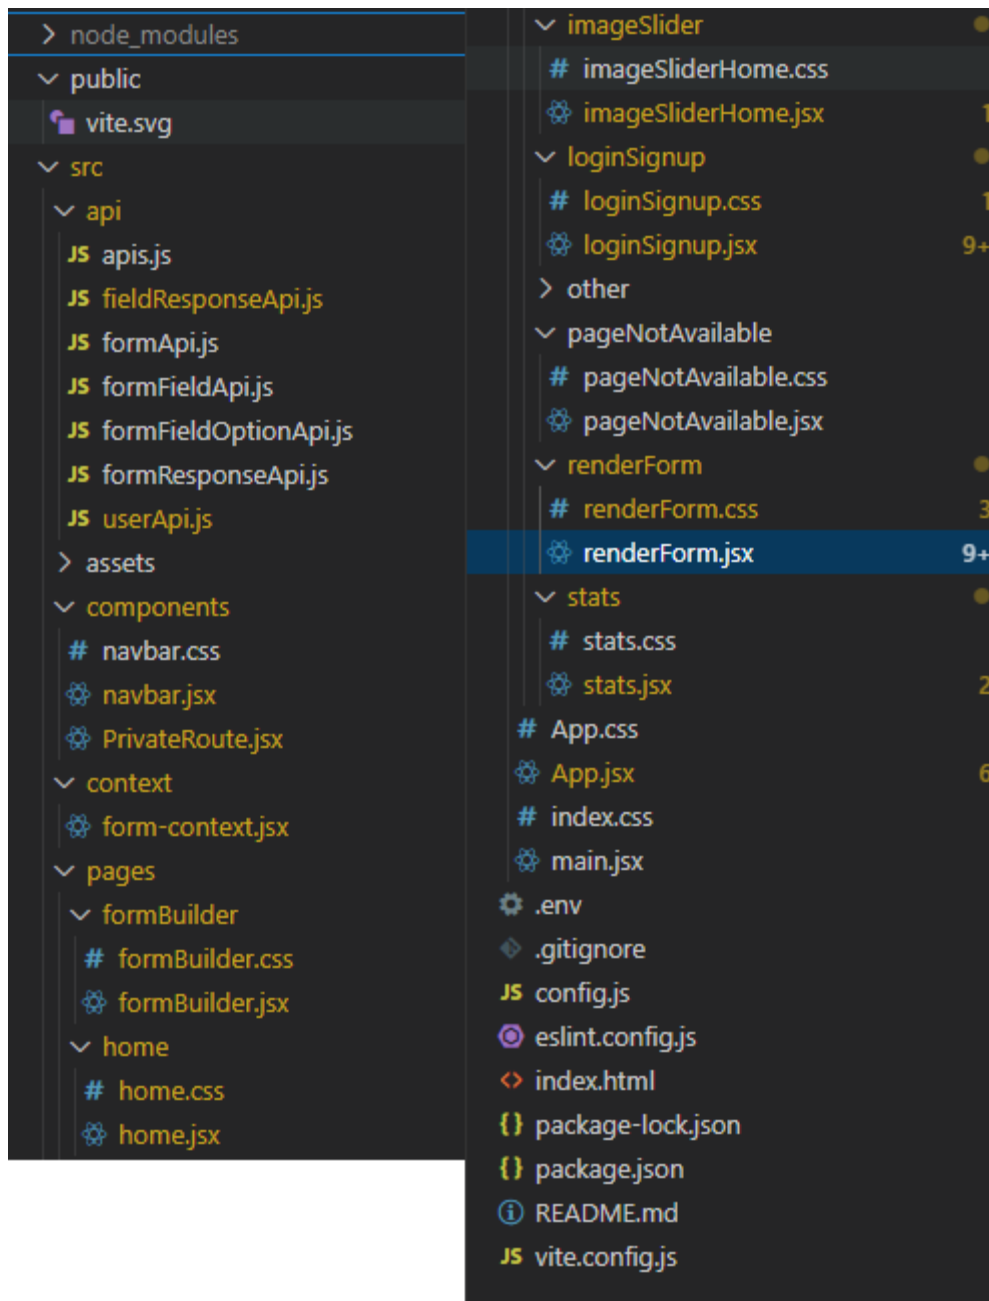 node_modules
public
vite.svg
src
api
JS apis.js
JS fieldResponseApi.js
JS formApi.js
JS formFieldApi.js
JS formFieldOptionApi.js
JS formResponseApi.js
JS userApi.js
assets
components
# navbar.css
navbar.jsx
PrivateRoute.jsx
context
form-context.jsx
pages
formBuilder
# formBuilder.css
formBuilder.jsx
home
# home.css
home.jsx
imageSlider
# imageSliderHome.css
imageSliderHome.jsx 1
loginSignup
# loginSignup.css 1
loginSignup.jsx 9+
other
pageNotAvailable
# pageNotAvailable.css
pageNotAvailable.jsx
renderForm
# renderForm.css 3
renderForm.jsx 9+
stats
# stats.css
stats.jsx 2
# App.css
App.jsx 6
# index.css
main.jsx
.env
.gitignore
JS config.js
eslint.config.js
<> index.html
{} package-lock.json
{} package.json
README.md
JS vite.config.js